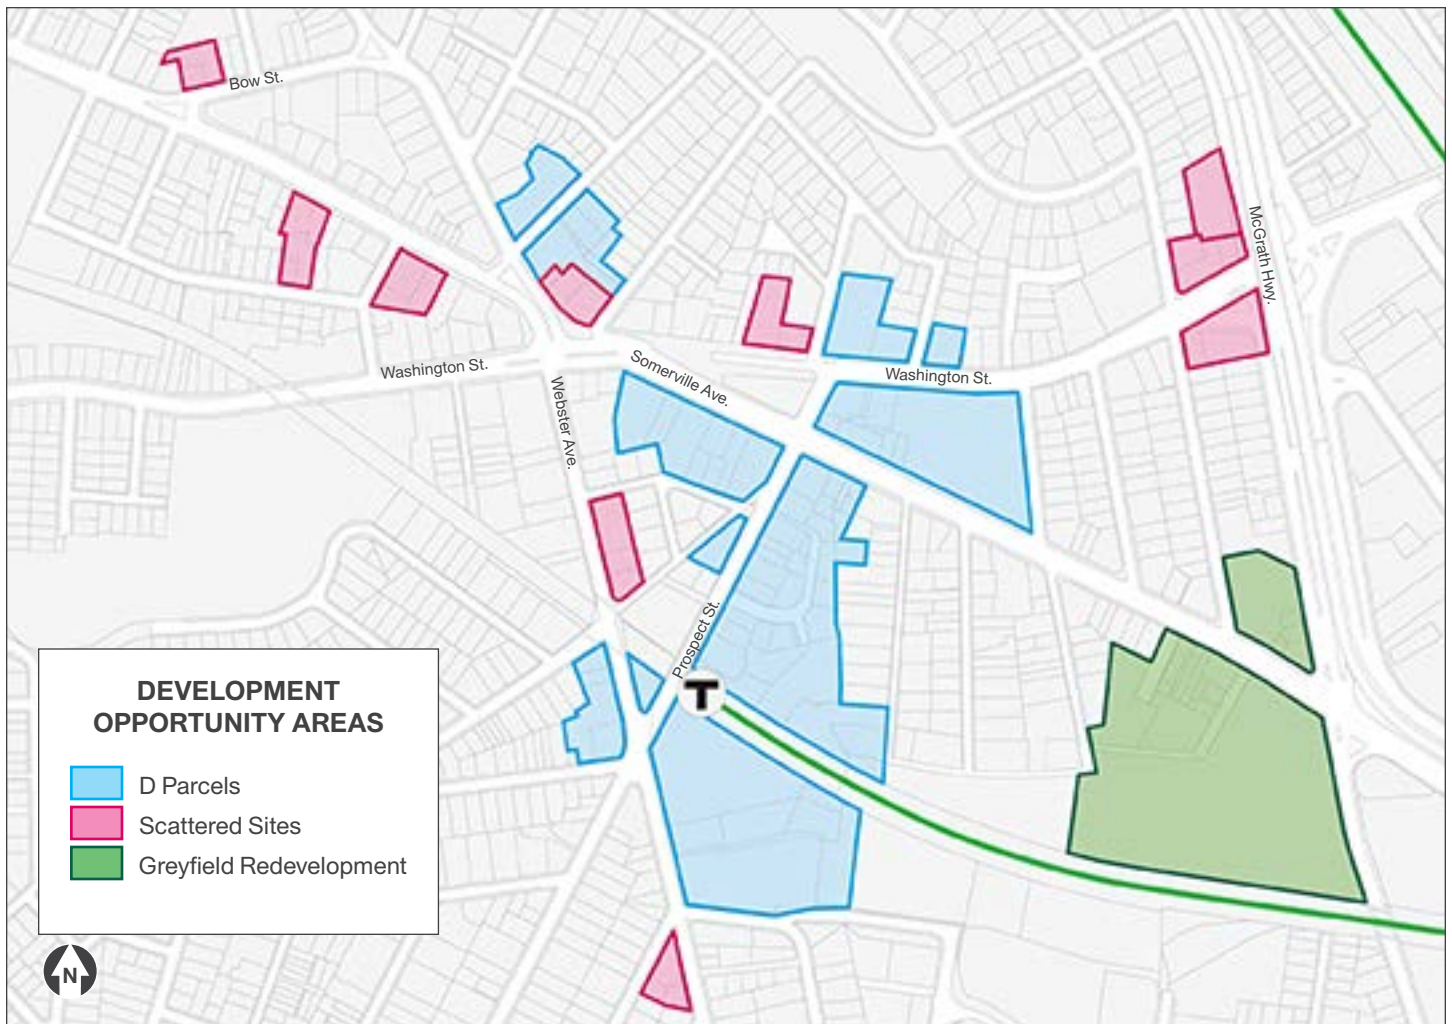 Bow St.
McGrath Hwy.
Washington St.
Somerville Ave.
Washington St.
Webster Ave.
Prospect St.
T
DEVELOPMENT
OPPORTUNITY AREAS
D Parcels
Scattered Sites
Greyfield Redevelopment
N